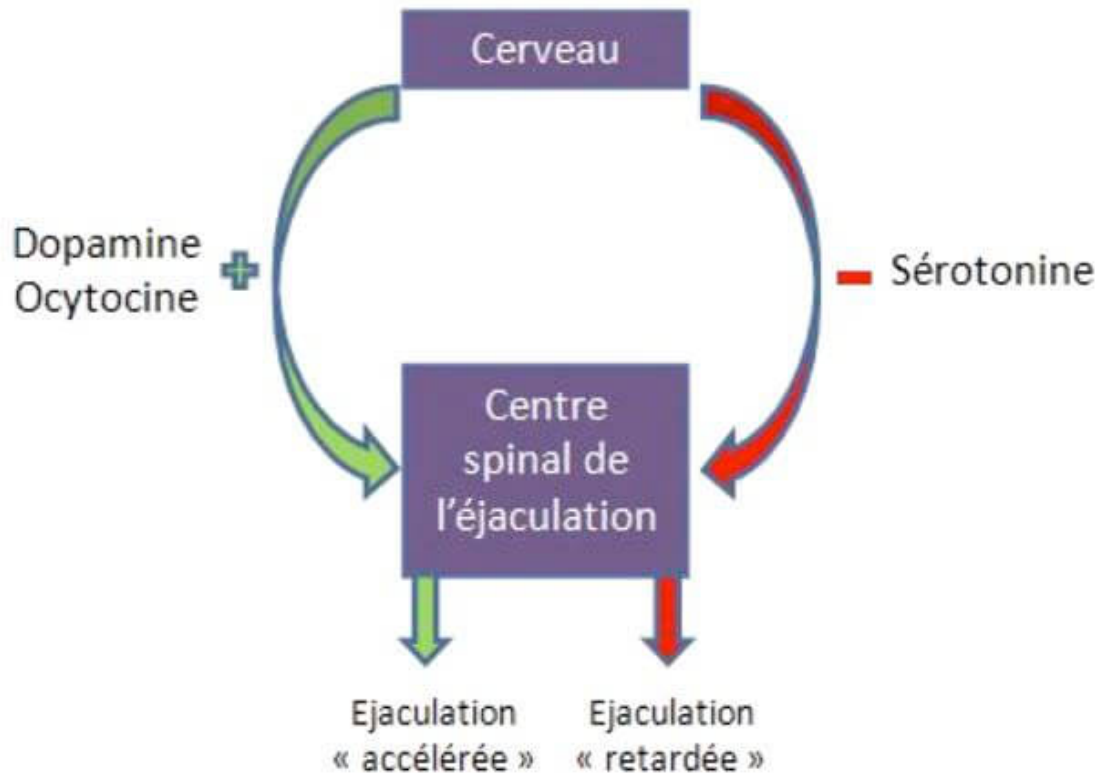 Cerveau
Dopamine
Ocytocine
+
- Sérotonine
Centre
spinal de
l'éjaculation
Ejaculation
« accélérée »
Ejaculation
« retardée »